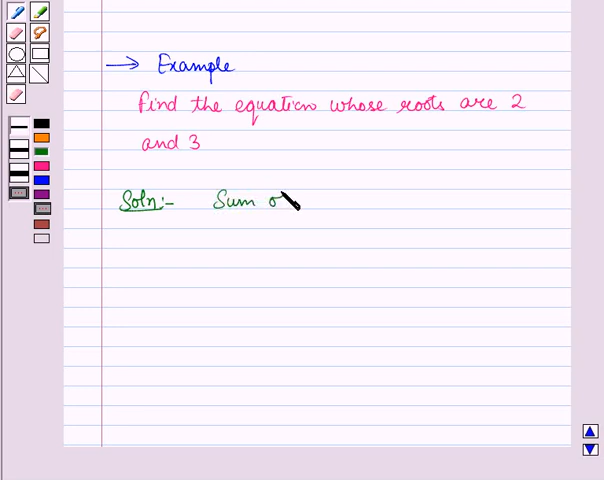 → Example
find the equation whose roots are 2
and 3
Soln:- Sum o